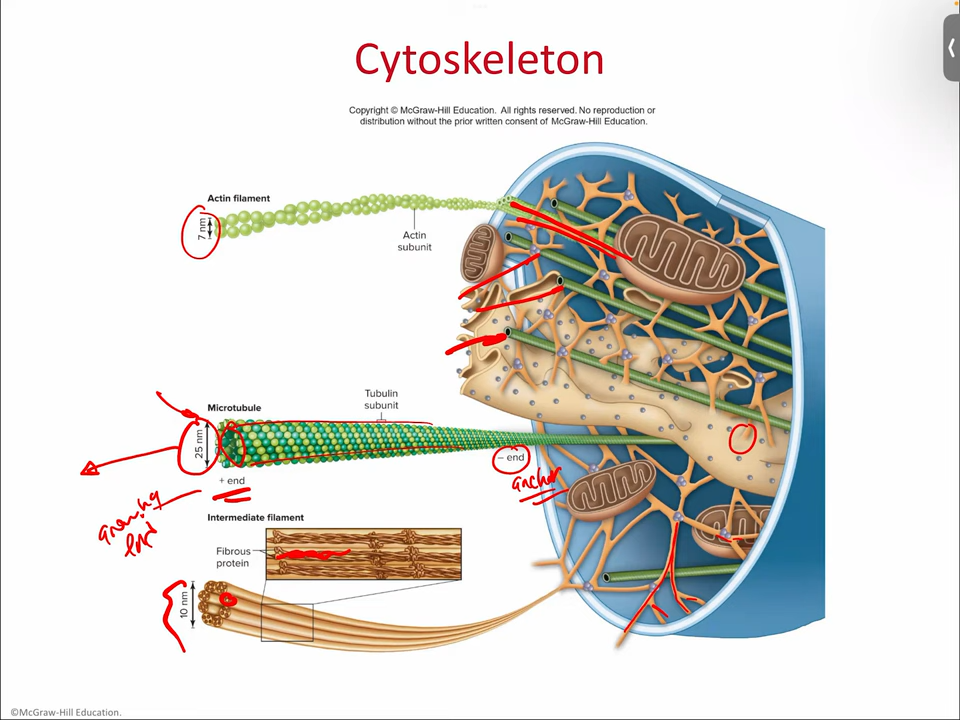 Cytoskeleton
Copyright © McGraw-Hill Education. All rights reserved. No reproduction or
distribution without the prior written consent of McGraw-Hill Education.
Actin filament
7 nm
Actin
subunit
Tubulin
subunit
Microtubule
25 nm
+ end
– end
anchor
growing
end
Intermediate filament
Fibrous
protein
10 nm
©McGraw-Hill Education.